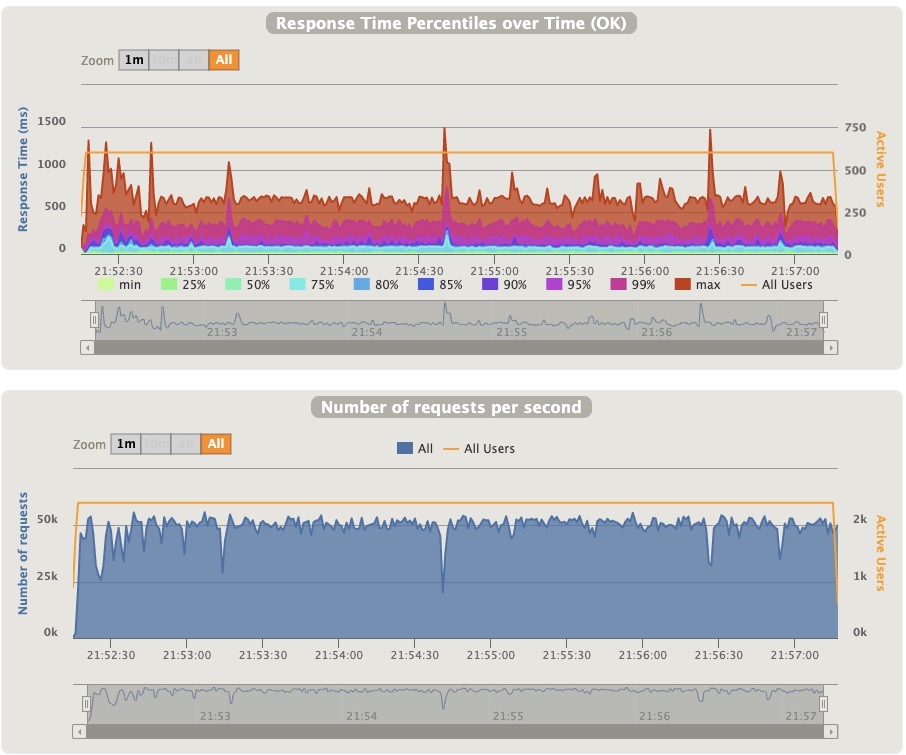 Response Time Percentiles over Time (OK)
Zoom 1m 10m 1h All
Response Time (ms)
1500
1000
500
0
750
500
250
0
Active Users
21:52:30 21:53:00 21:53:30 21:54:00 21:54:30 21:55:00 21:55:30 21:56:00 21:56:30 21:57:00
min 25% 50% 75% 80% 85% 90% 95% 99% max All Users
21:53 21:54 21:55 21:56 21:57
Number of requests per second
Zoom 1m 10m 1h All
All All Users
Number of requests
50k
25k
0k
2k
1k
0k
Active Users
21:52:30 21:53:00 21:53:30 21:54:00 21:54:30 21:55:00 21:55:30 21:56:00 21:56:30 21:57:00
21:53 21:54 21:55 21:56 21:57